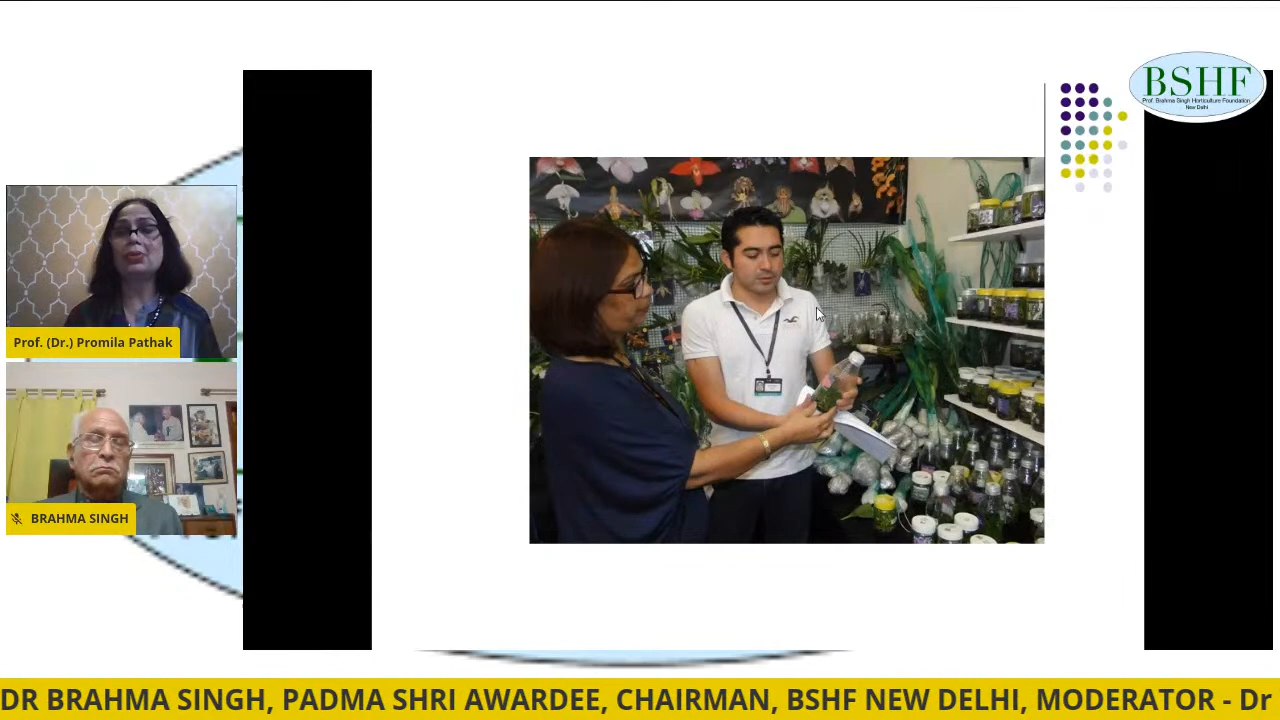 BSHF
Prof. Brahma Singh Horticulture Foundation
New Delhi
Prof. (Dr.) Promila Pathak
BRAHMA SINGH
DR BRAHMA SINGH, PADMA SHRI AWARDEE, CHAIRMAN, BSHF NEW DELHI, MODERATOR - Dr